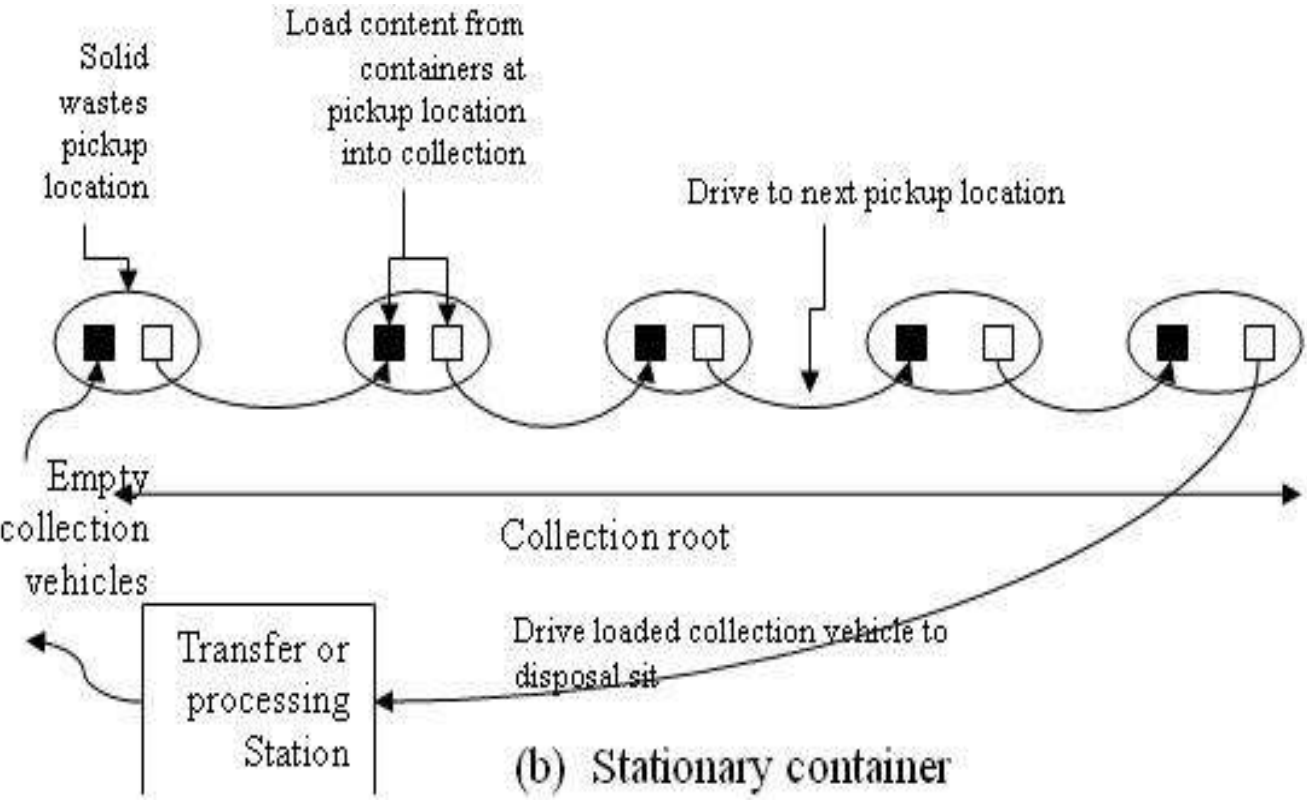 Solid
wastes
pickup
location
Load content from
containers at
pickup location
into collection
Drive to next pickup location
Empty
collection
vehicles
Collection root
Transfer or
processing
Station
Drive loaded collection vehicle to
disposal sit
(b) Stationary container